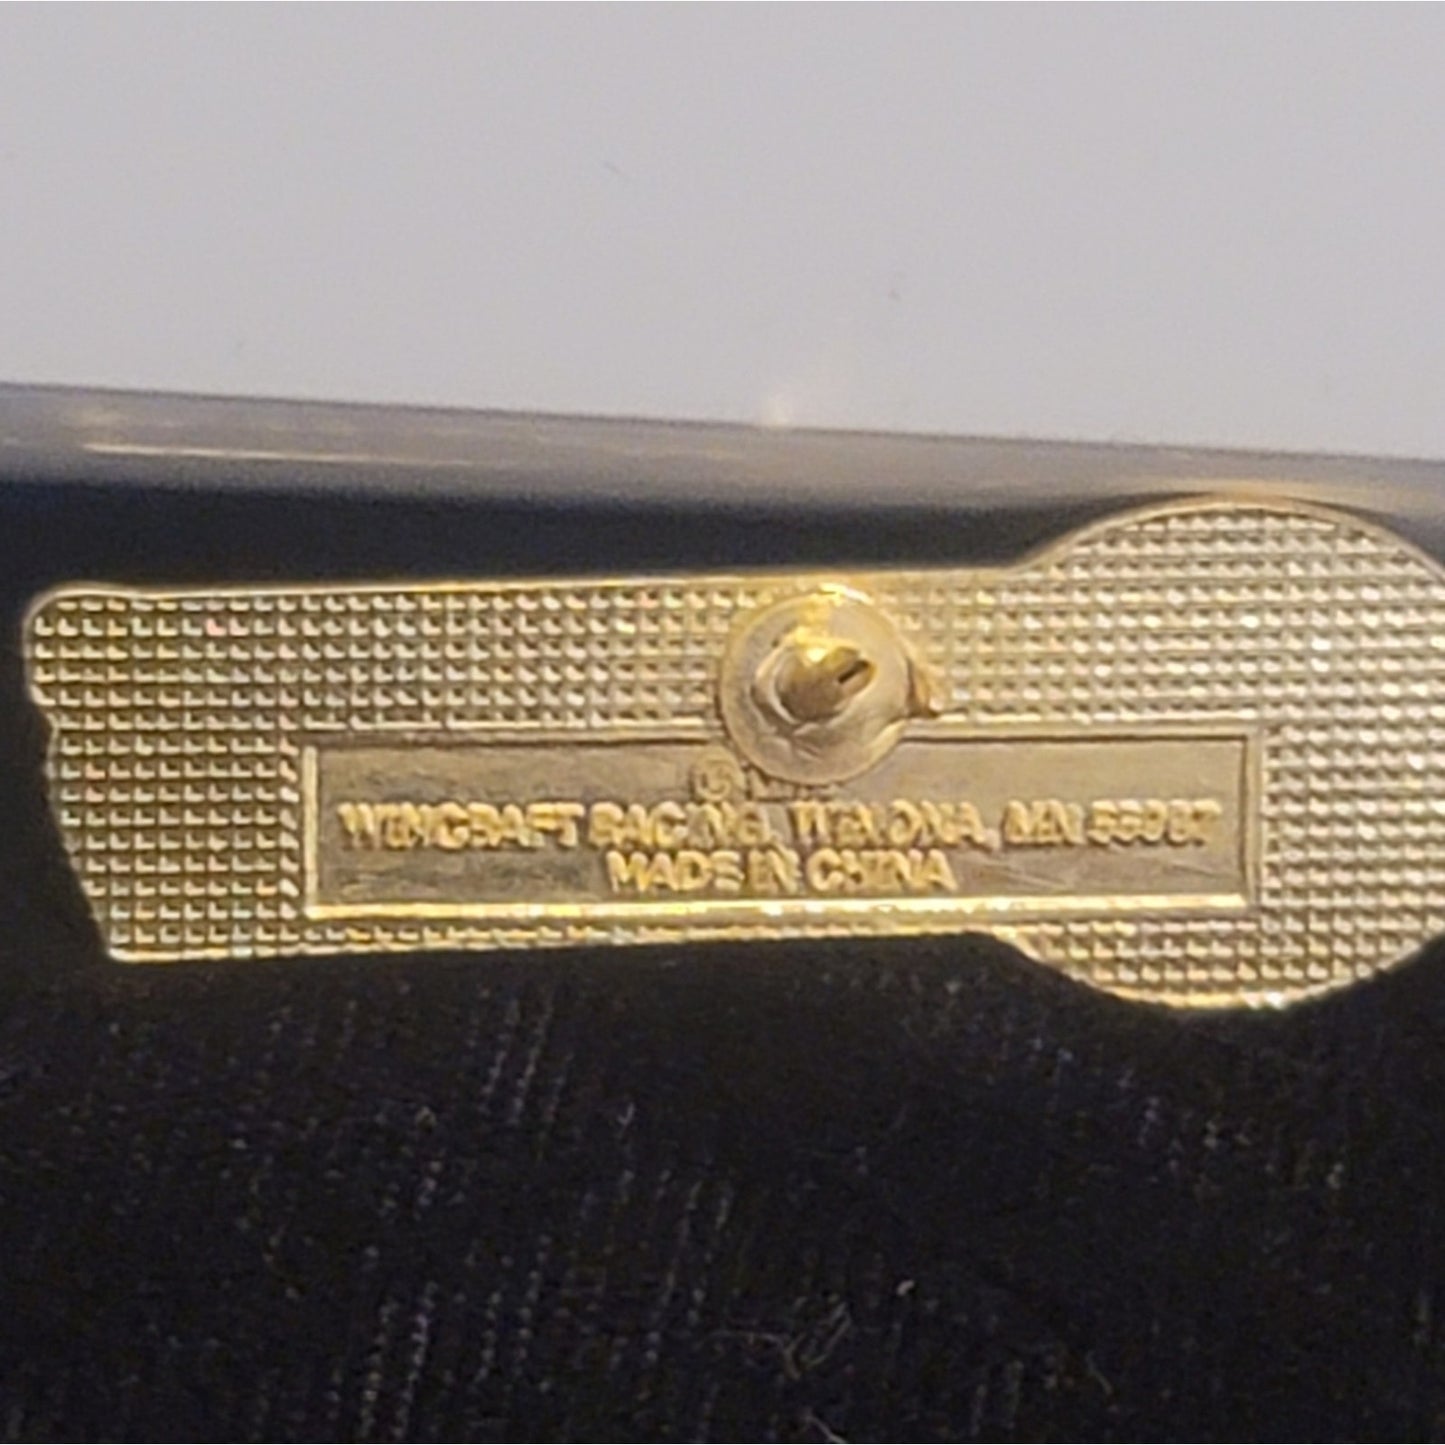 ©
WINCRAFT RACING, WINONA, MN 55987
MADE IN CHINA